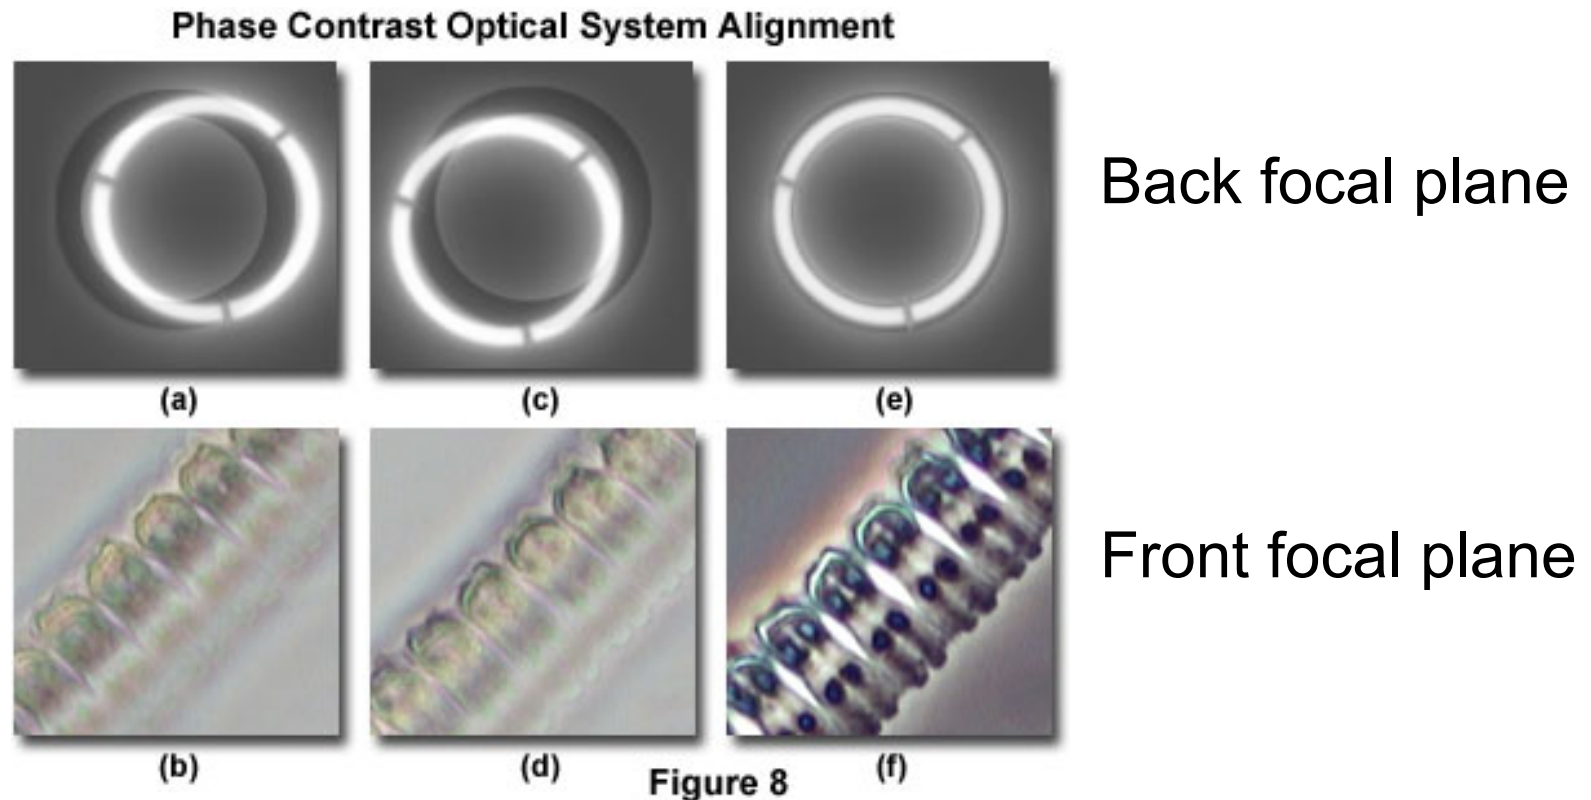 Phase Contrast Optical System Alignment
Back focal plane
(a) (c) (e)
Front focal plane
(b) (d) (f)
Figure 8